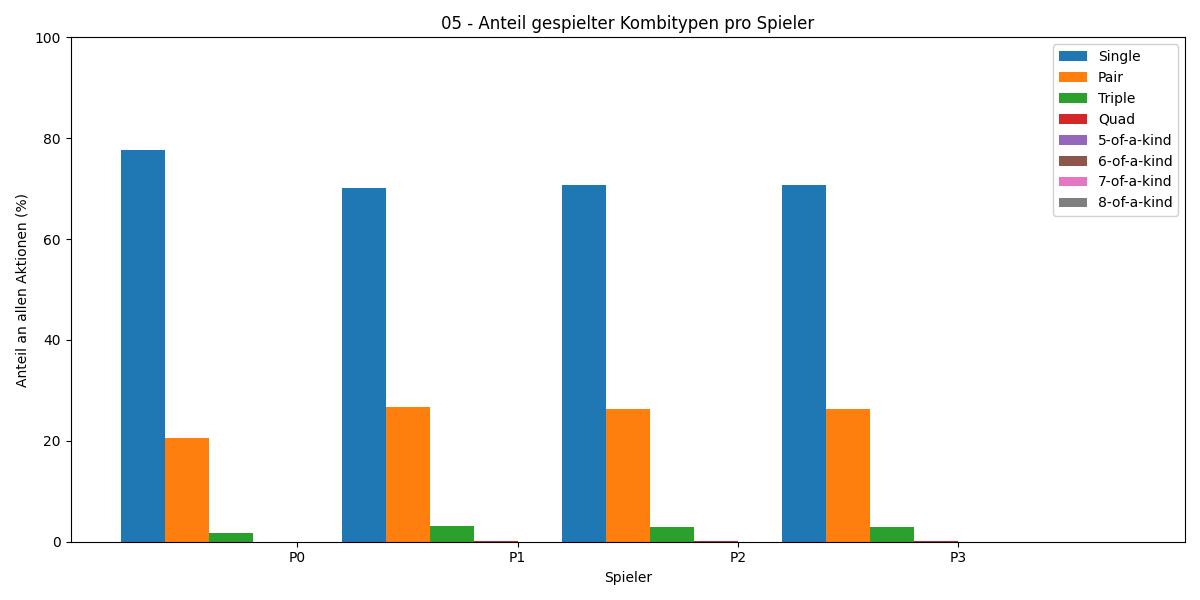 05 - Anteil gespielter Kombitypen pro Spieler
Anteil an allen Aktionen (%)
100
80
60
40
20
0
Single
Pair
Triple
Quad
5-of-a-kind
6-of-a-kind
7-of-a-kind
8-of-a-kind
P0 P1 P2 P3
Spieler